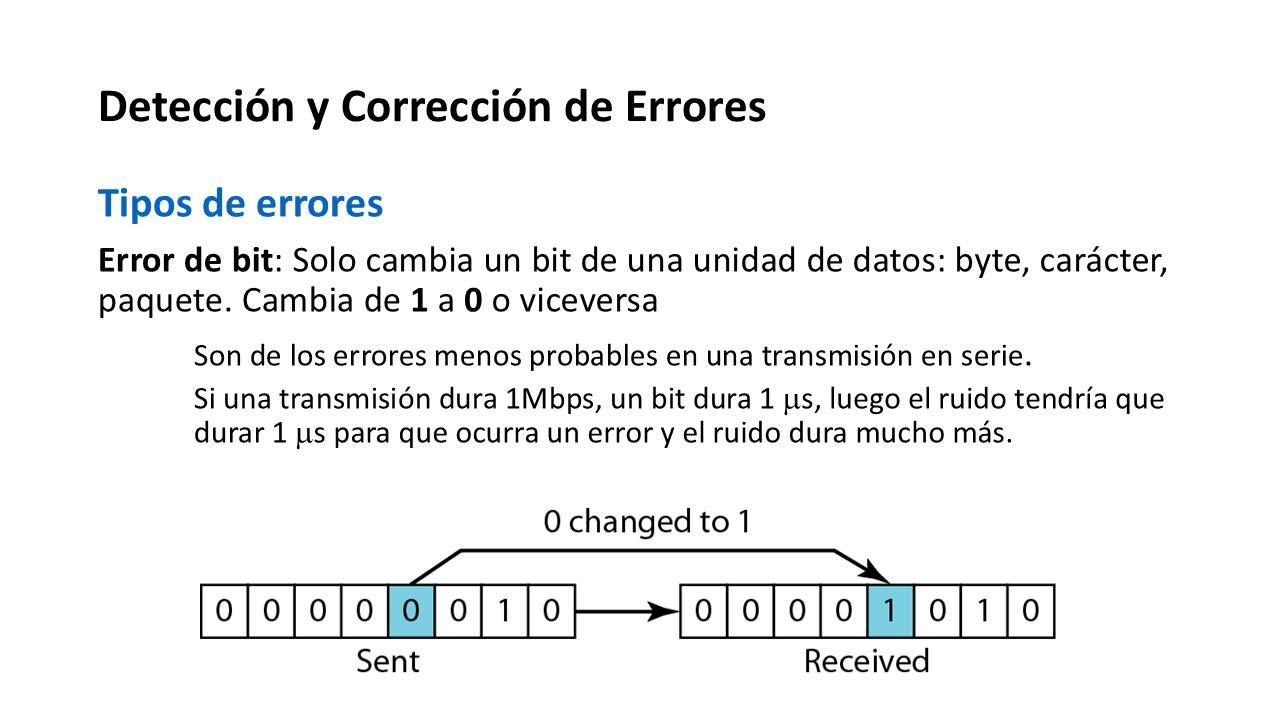 Detección y Corrección de Errores
Tipos de errores
Error de bit: Solo cambia un bit de una unidad de datos: byte, carácter,
paquete. Cambia de 1 a 0 o viceversa
Son de los errores menos probables en una transmisión en serie.
Si una transmisión dura 1Mbps, un bit dura 1 μs, luego el ruido tendría que
durar 1 μs para que ocurra un error y el ruido dura mucho más.
0 changed to 1
0 0 0 0 0 0 1 0 0 0 0 0 1 0 1 0
Sent Received